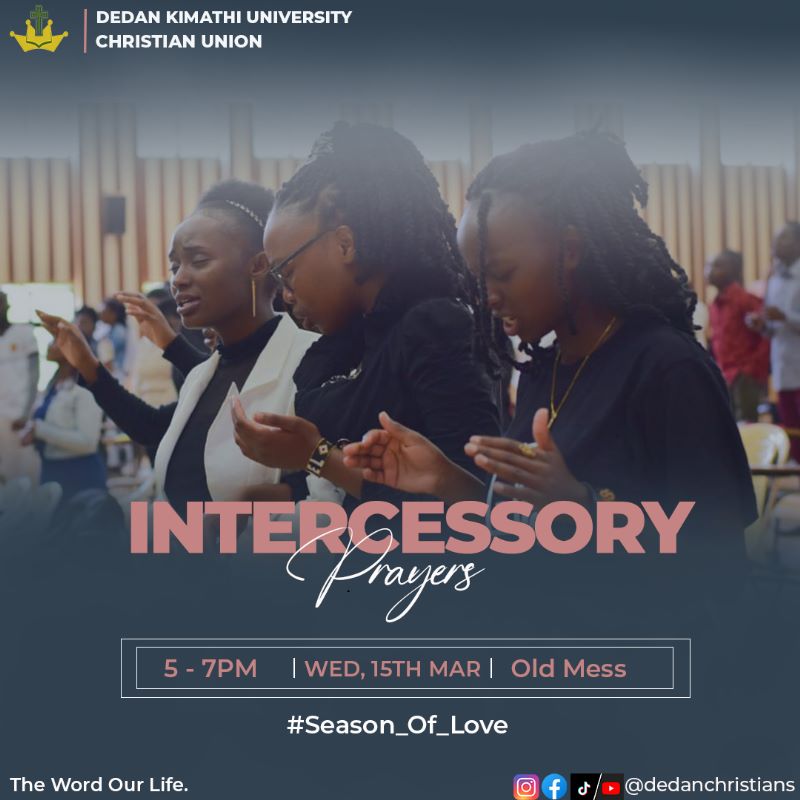 DEDAN KIMATHI UNIVERSITY
CHRISTIAN UNION
INTERCESSORY
Prayers
5 - 7PM | WED, 15TH MAR | Old Mess
#Season_Of_Love
The Word Our Life.
@dedanchristians